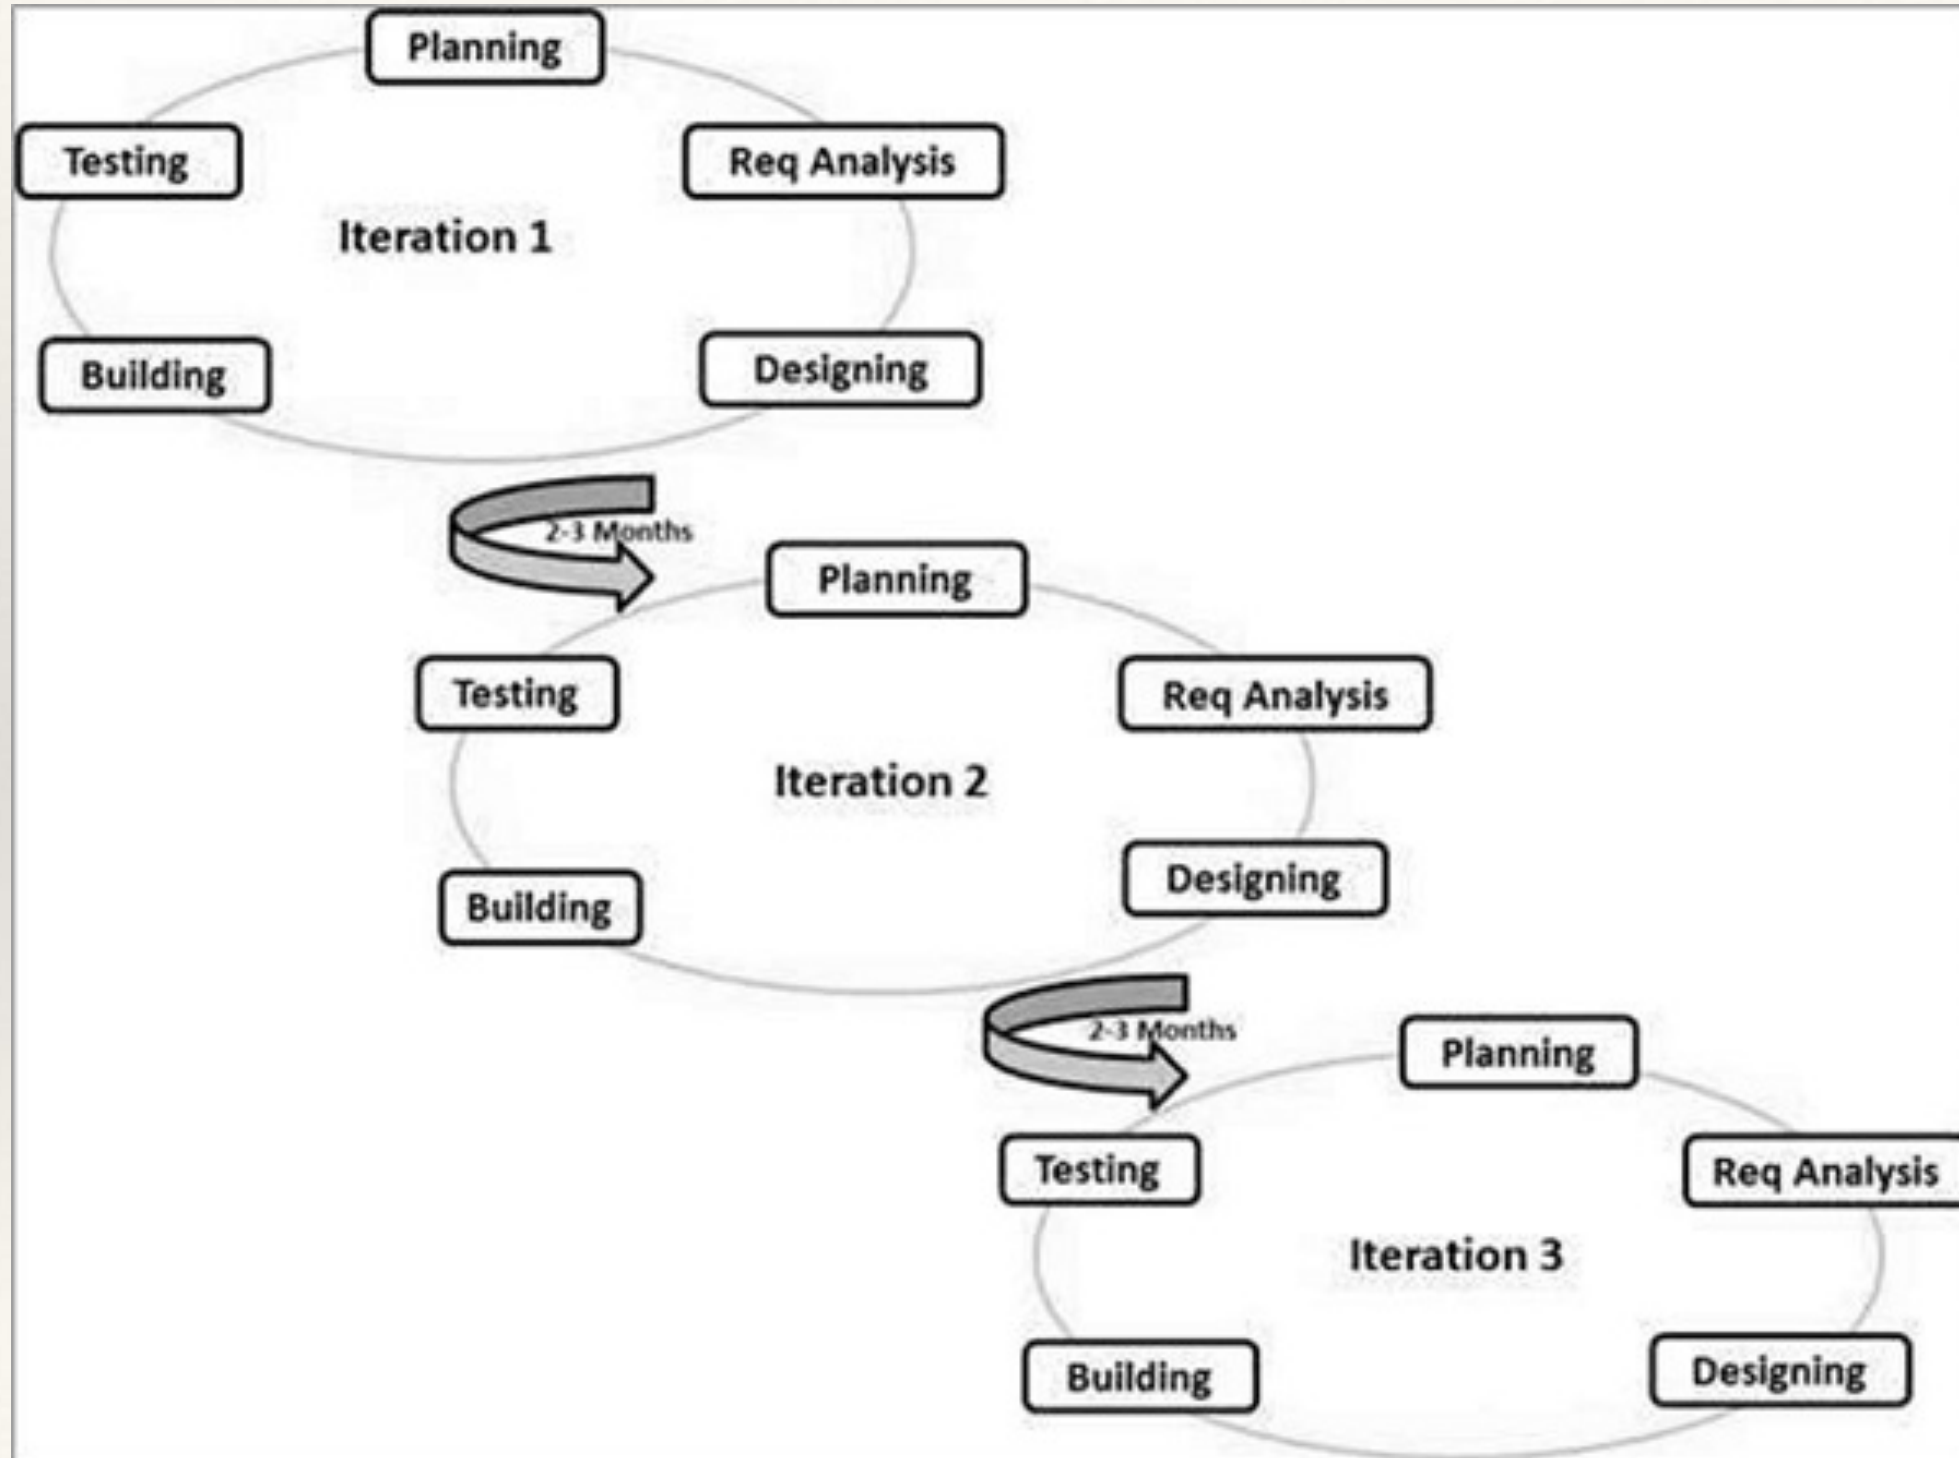 Planning
Testing
Req Analysis
Iteration 1
Building
Designing
2-3 Months
Planning
Testing
Req Analysis
Iteration 2
Building
Designing
2-3 Months
Planning
Testing
Req Analysis
Iteration 3
Building
Designing